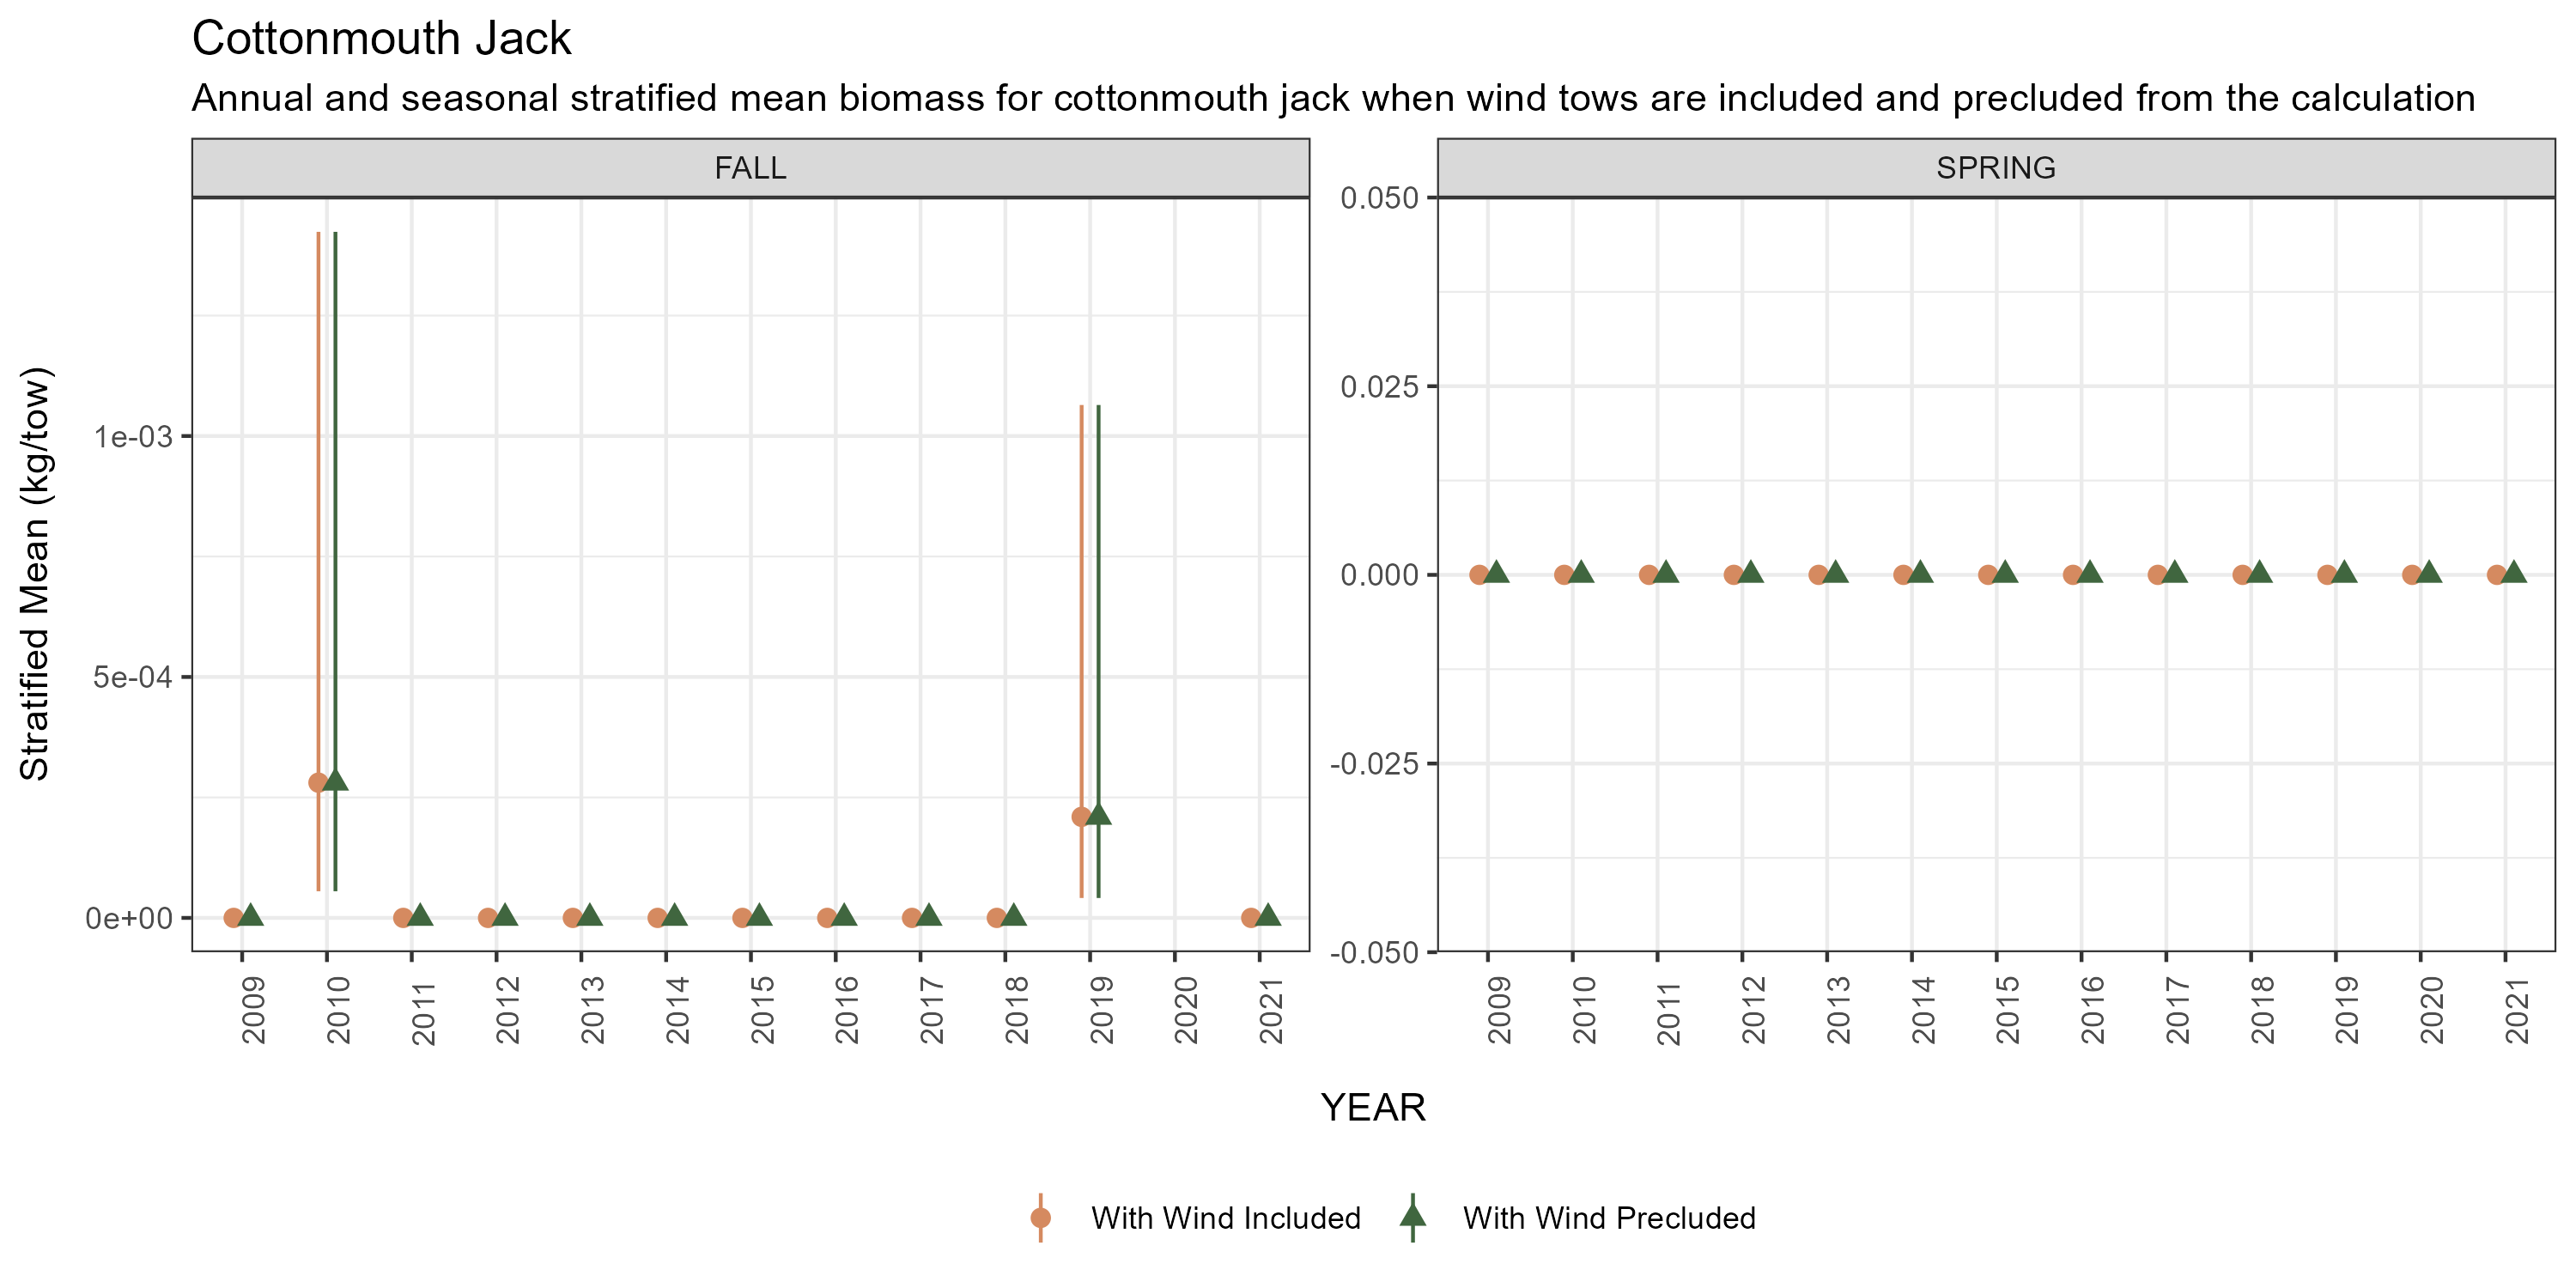 Cottonmouth Jack
Annual and seasonal stratified mean biomass for cottonmouth jack when wind tows are included and precluded from the calculation
FALL
SPRING
Stratified Mean (kg/tow)
1e-03
5e-04
0e+00
0.050
0.025
0.000
-0.025
-0.050
2009 2010 2011 2012 2013 2014 2015 2016 2017 2018 2019 2020 2021
2009 2010 2011 2012 2013 2014 2015 2016 2017 2018 2019 2020 2021
YEAR
With Wind Included
With Wind Precluded